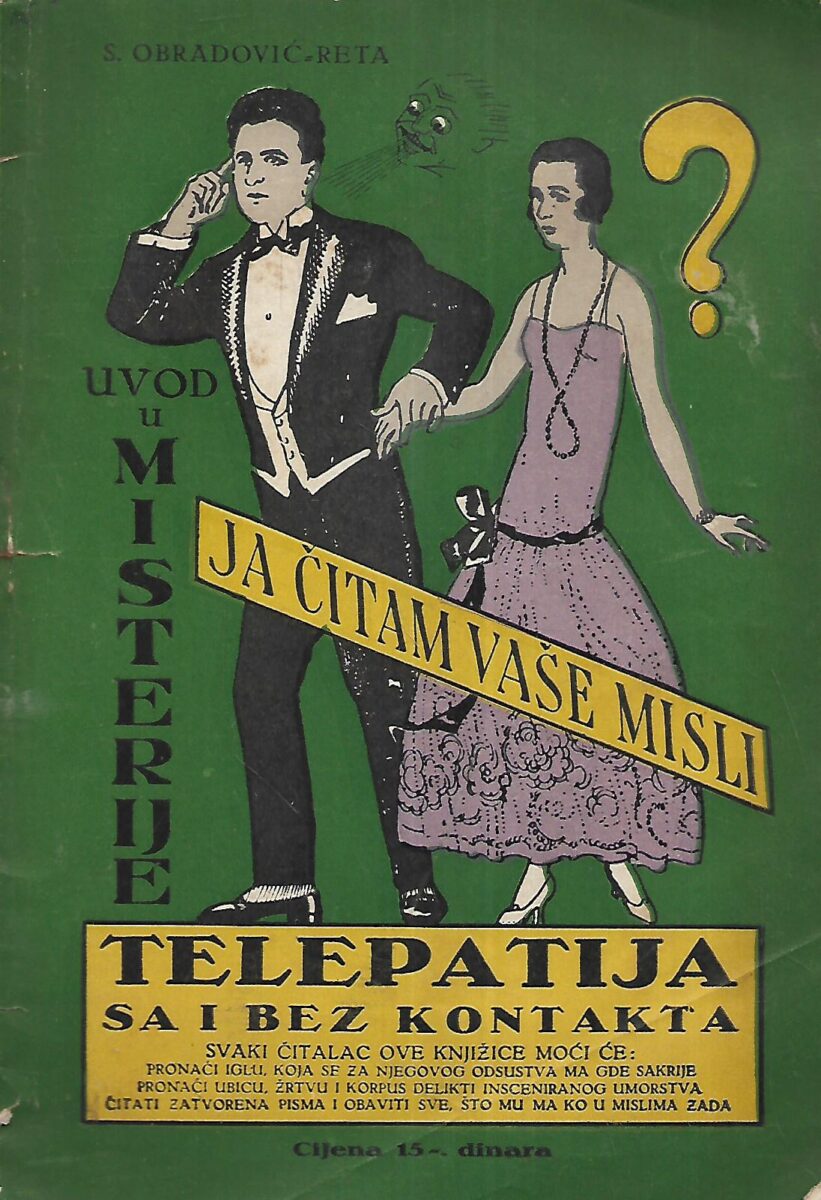 S. OBRADOVIĆ-RETA
?
UVOD
u
MISTERIJE
JA ČITAM VAŠE MISLI
TELEPATIJA
SA I BEZ KONTAKTA
SVAKI ČITALAC OVE KNJIŽICE MOĆI ĆE:
PRONAĆI IGLU, KOJA SE ZA NJEGOVOG ODSUSTVA MA GDE SAKRIJE
PRONAĆI UBICU, ŽRTVU I KORPUS DELIKTI INSCENIRANOG UMORSTVA
ČITATI ZATVORENA PISMA I OBAVITI SVE, ŠTO MU MA KO U MISLIMA ZADA
Cijena 15-. dinara